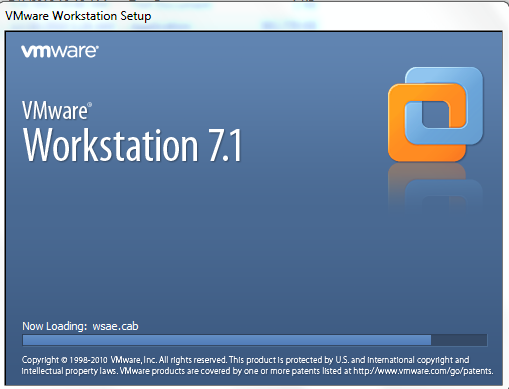 VMware Workstation Setup
vmware®
VMware®
Workstation 7.1
Now Loading: wsae.cab
Copyright © 1998-2010 VMware, Inc. All rights reserved. This product is protected by U.S. and international copyright and
intellectual property laws. VMware products are covered by one or more patents listed at http://www.vmware.com/go/patents.